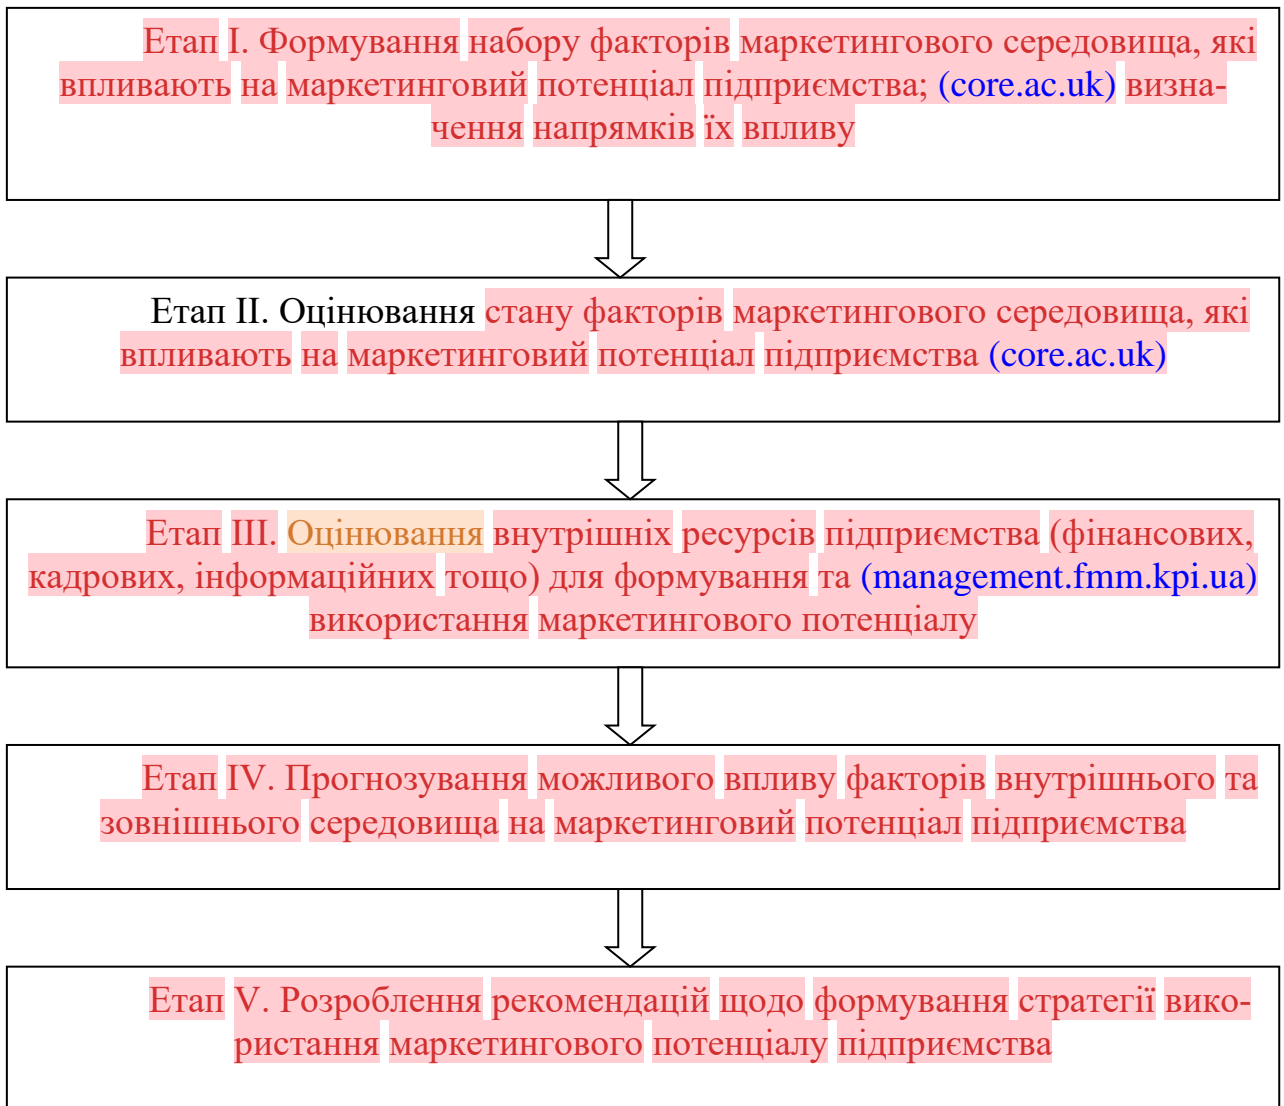 Етап І. Формування набору факторів маркетингового середовища, які
впливають на маркетинговий потенціал підприємства; (core.ac.uk) визна-
чення напрямків їх впливу
Етап ІІ. Оцінювання стану факторів маркетингового середовища, які
впливають на маркетинговий потенціал підприємства (core.ac.uk)
Етап ІІІ. Оцінювання внутрішніх ресурсів підприємства (фінансових,
кадрових, інформаційних тощо) для формування та (management.fmm.kpi.ua)
використання маркетингового потенціалу
Етап IV. Прогнозування можливого впливу факторів внутрішнього та
зовнішнього середовища на маркетинговий потенціал підприємства
Етап V. Розроблення рекомендацій щодо формування стратегії вико-
ристання маркетингового потенціалу підприємства